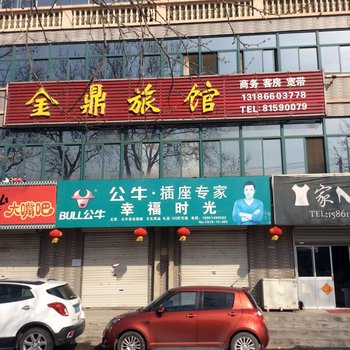 金鼎旅馆
商务 客房 宽带
13186603778
TEL:81590079
大嘴吧
BULL公牛
公牛·插座专家
幸福时光
家
TEL:1586